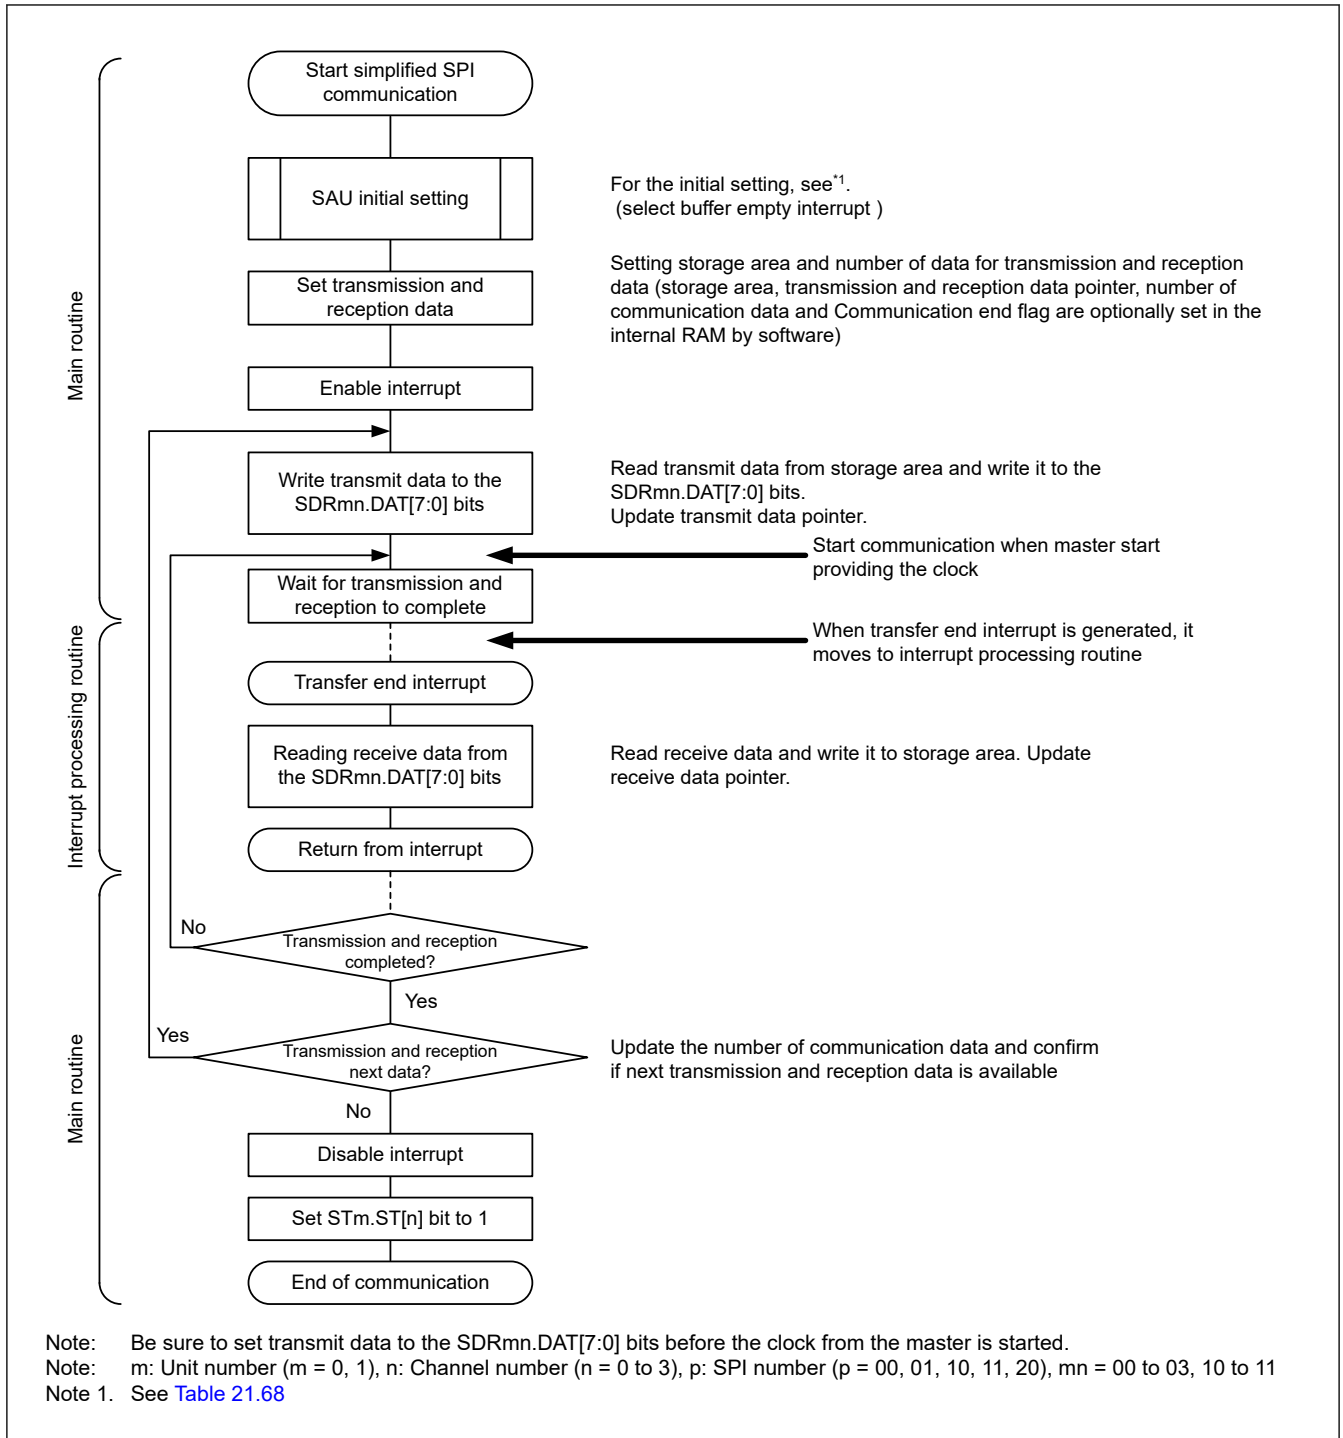 Start simplified SPI
communication
SAU initial setting
For the initial setting, see*1.
(select buffer empty interrupt )
Set transmission and
reception data
Setting storage area and number of data for transmission and reception
data (storage area, transmission and reception data pointer, number of
communication data and Communication end flag are optionally set in the
internal RAM by software)
Main routine
Enable interrupt
Write transmit data to the
SDRmn.DAT[7:0] bits
Read transmit data from storage area and write it to the
SDRmn.DAT[7:0] bits.
Update transmit data pointer.
Start communication when master start
providing the clock
Wait for transmission and
reception to complete
When transfer end interrupt is generated, it
moves to interrupt processing routine
Interrupt processing routine
Transfer end interrupt
Reading receive data from
the SDRmn.DAT[7:0] bits
Read receive data and write it to storage area. Update
receive data pointer.
Return from interrupt
No
Transmission and reception
completed?
Yes
Yes
Transmission and reception
next data?
Update the number of communication data and confirm
if next transmission and reception data is available
No
Main routine
Disable interrupt
Set STm.ST[n] bit to 1
End of communication
Note: Be sure to set transmit data to the SDRmn.DAT[7:0] bits before the clock from the master is started.
Note: m: Unit number (m = 0, 1), n: Channel number (n = 0 to 3), p: SPI number (p = 00, 01, 10, 11, 20), mn = 00 to 03, 10 to 11
Note 1. See Table 21.68